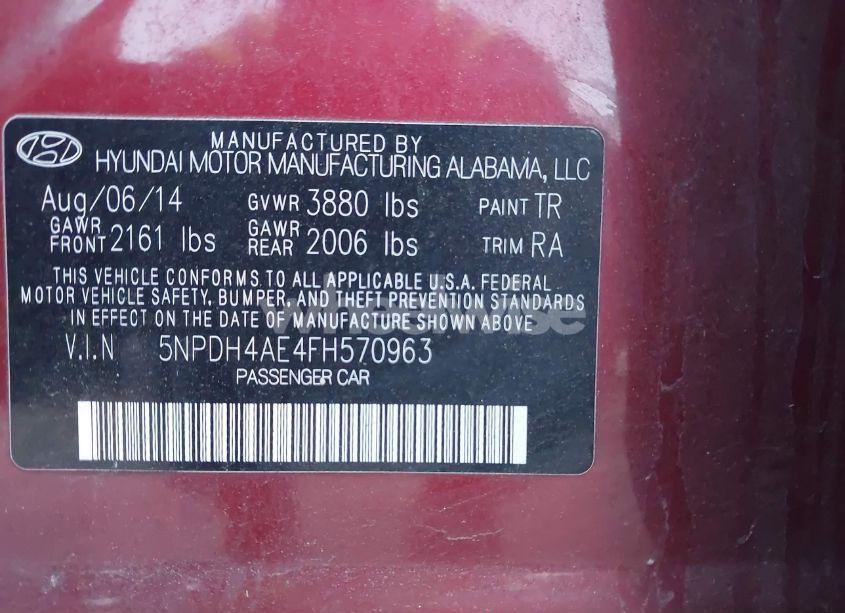 MANUFACTURED BY
HYUNDAI MOTOR MANUFACTURING ALABAMA, LLC
Aug/06/14 GVWR 3880 lbs PAINT TR
GAWR FRONT 2161 lbs GAWR REAR 2006 lbs TRIM RA
THIS VEHICLE CONFORMS TO ALL APPLICABLE U.S.A. FEDERAL
MOTOR VEHICLE SAFETY, BUMPER, AND THEFT PREVENTION STANDARDS
IN EFFECT ON THE DATE OF MANUFACTURE SHOWN ABOVE
V.I.N 5NPDH4AE4FH570963
PASSENGER CAR